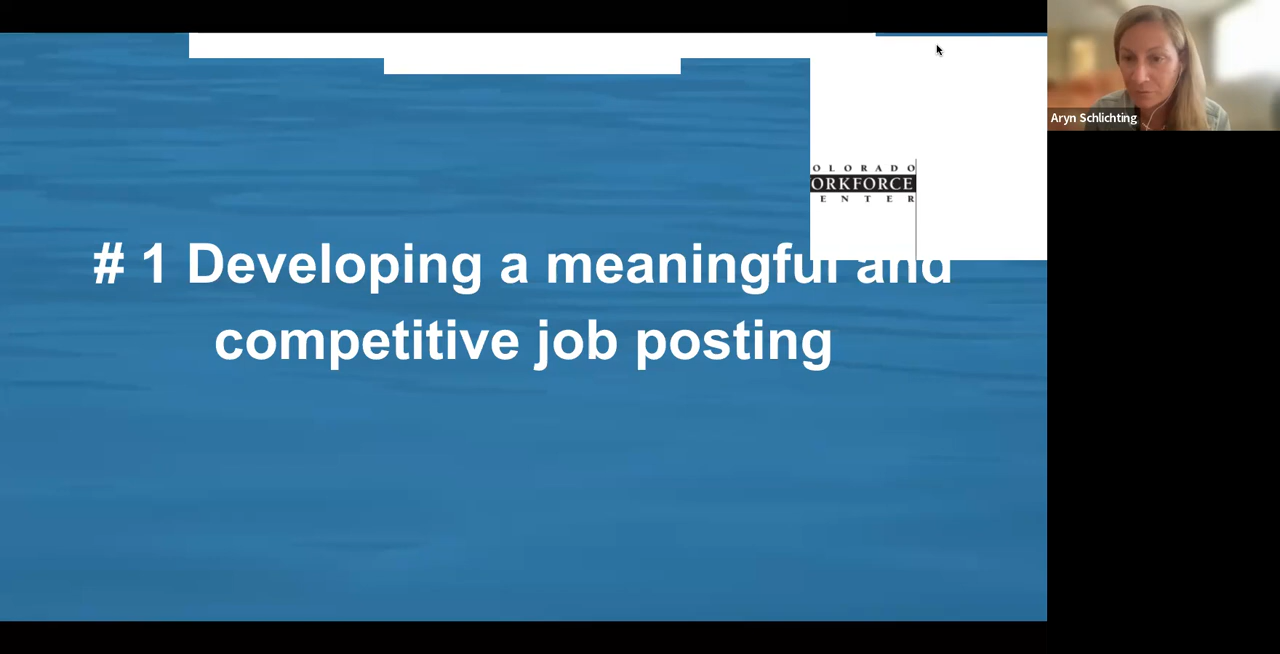 OLORADO
ORKFORCE
ENTER
# 1 Developing a meaningful and
competitive job posting
Aryn Schlichting